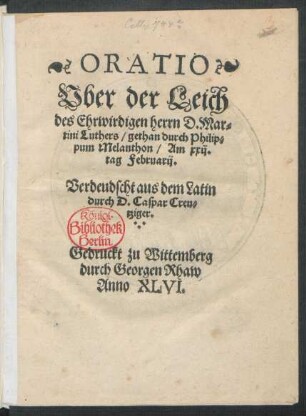 ORATIO
Vber der Leich
des Ehrwirdigen herrn D. Mar-
tini Luthers / gethan durch Philip-
pum Melanthon / Am xxij.
tag Februarij.
Verdeudscht aus dem Latin
durch D. Caspar Creu-
tziger.
Königl.
Bibliothek
Berlin.
Gedruckt zu Wittemberg
durch Georgen Rhaw
Anno XLVI.